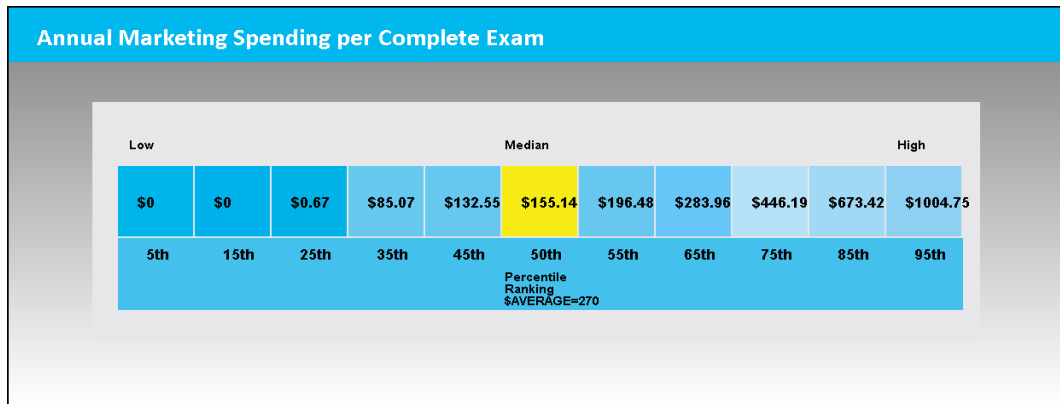 Annual Marketing Spending per Complete Exam
Low Median High
$0 $0 $0.67 $85.07 $132.55 $155.14 $196.48 $283.96 $446.19 $673.42 $1004.75
5th 15th 25th 35th 45th 50th 55th 65th 75th 85th 95th
Percentile
Ranking
$AVERAGE=270